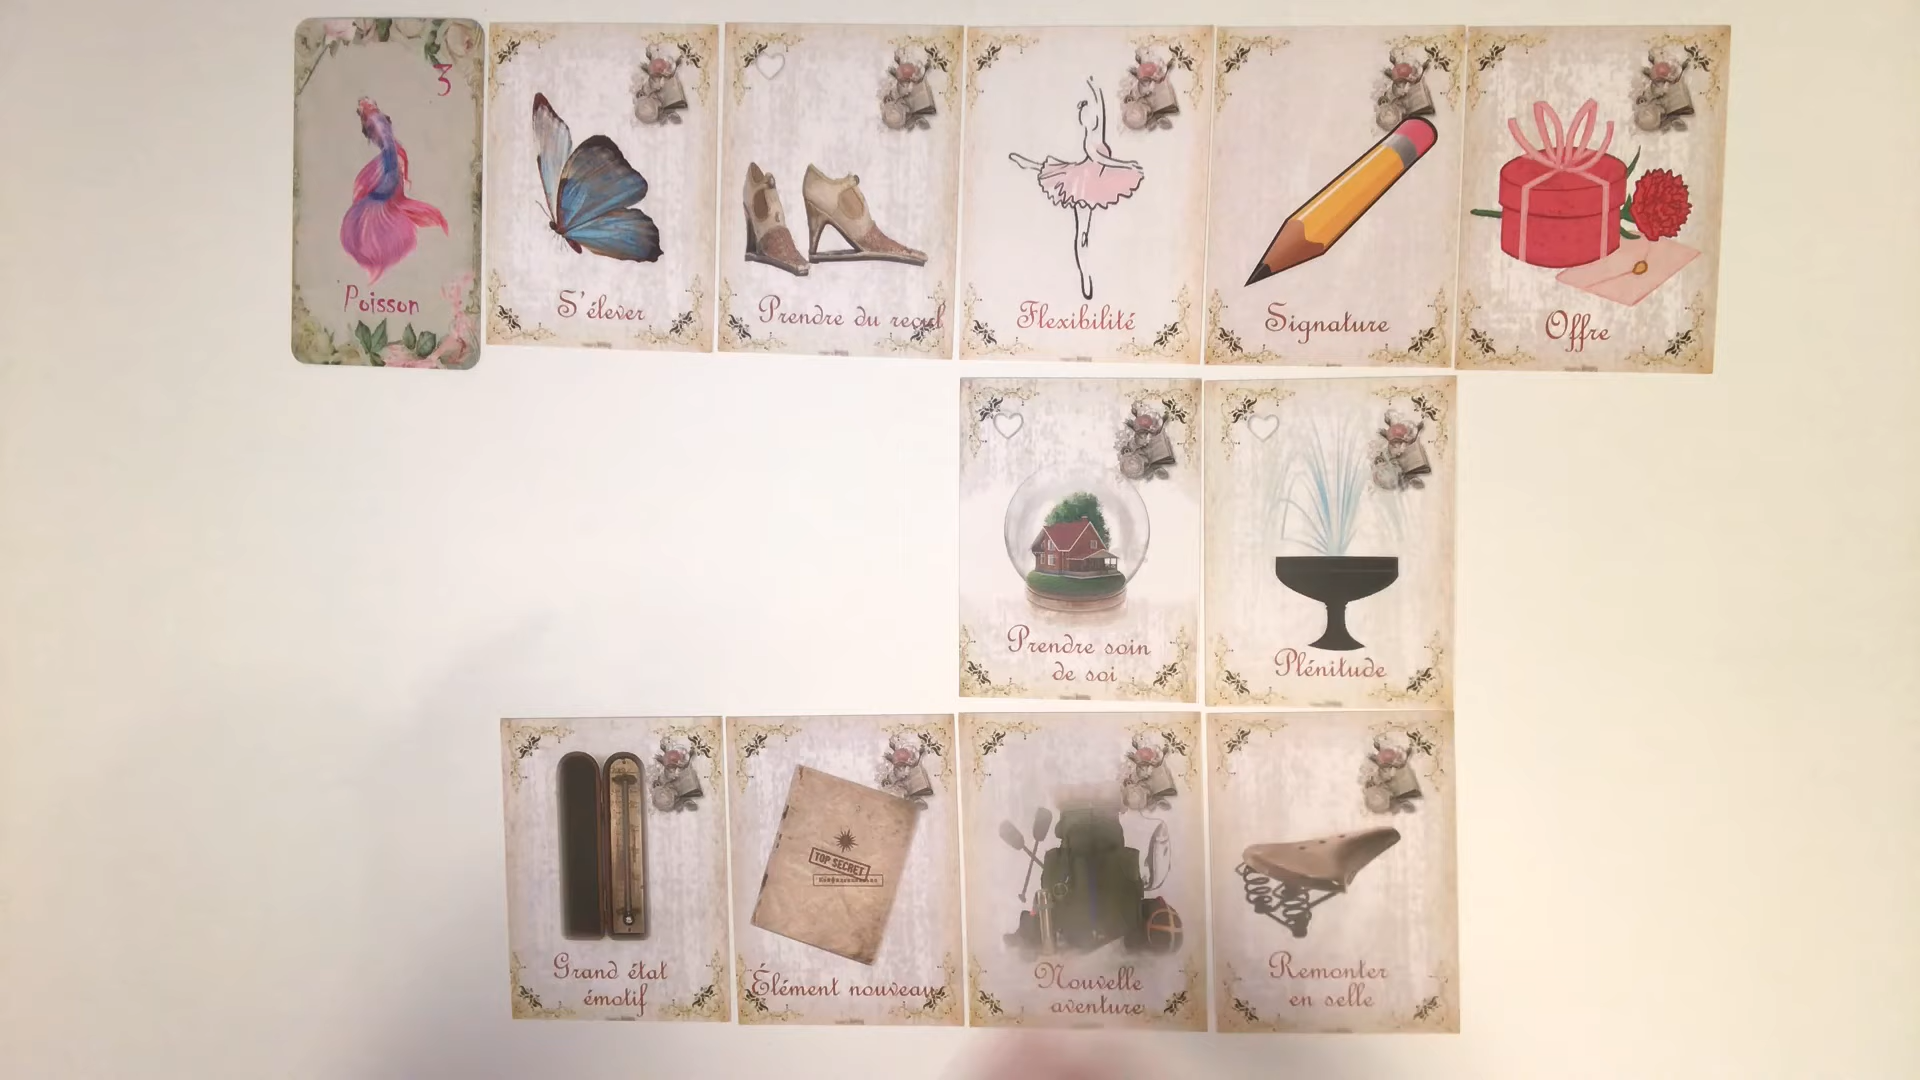 3
Poisson
S'élever
Prendre du recul
Flexibilité
Signature
Offre
Prendre soin
de soi
Plénitude
TOP SECRET
Grand état
émotif
Élément nouveau
Nouvelle
aventure
Remonter
en selle